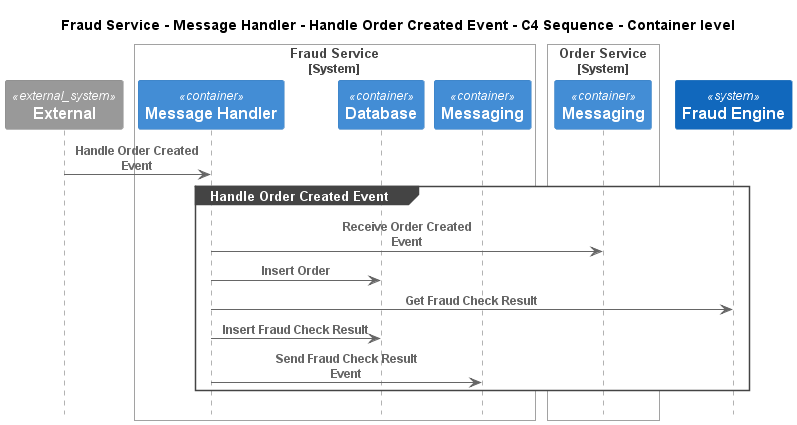 Fraud Service - Message Handler - Handle Order Created Event - C4 Sequence - Container level
Fraud Service
[System]
Order Service
[System]
«external_system»
External
«container»
Message Handler
«container»
Database
«container»
Messaging
«container»
Messaging
«system»
Fraud Engine
Handle Order Created
Event
Handle Order Created Event
Receive Order Created
Event
Insert Order
Get Fraud Check Result
Insert Fraud Check Result
Send Fraud Check Result
Event